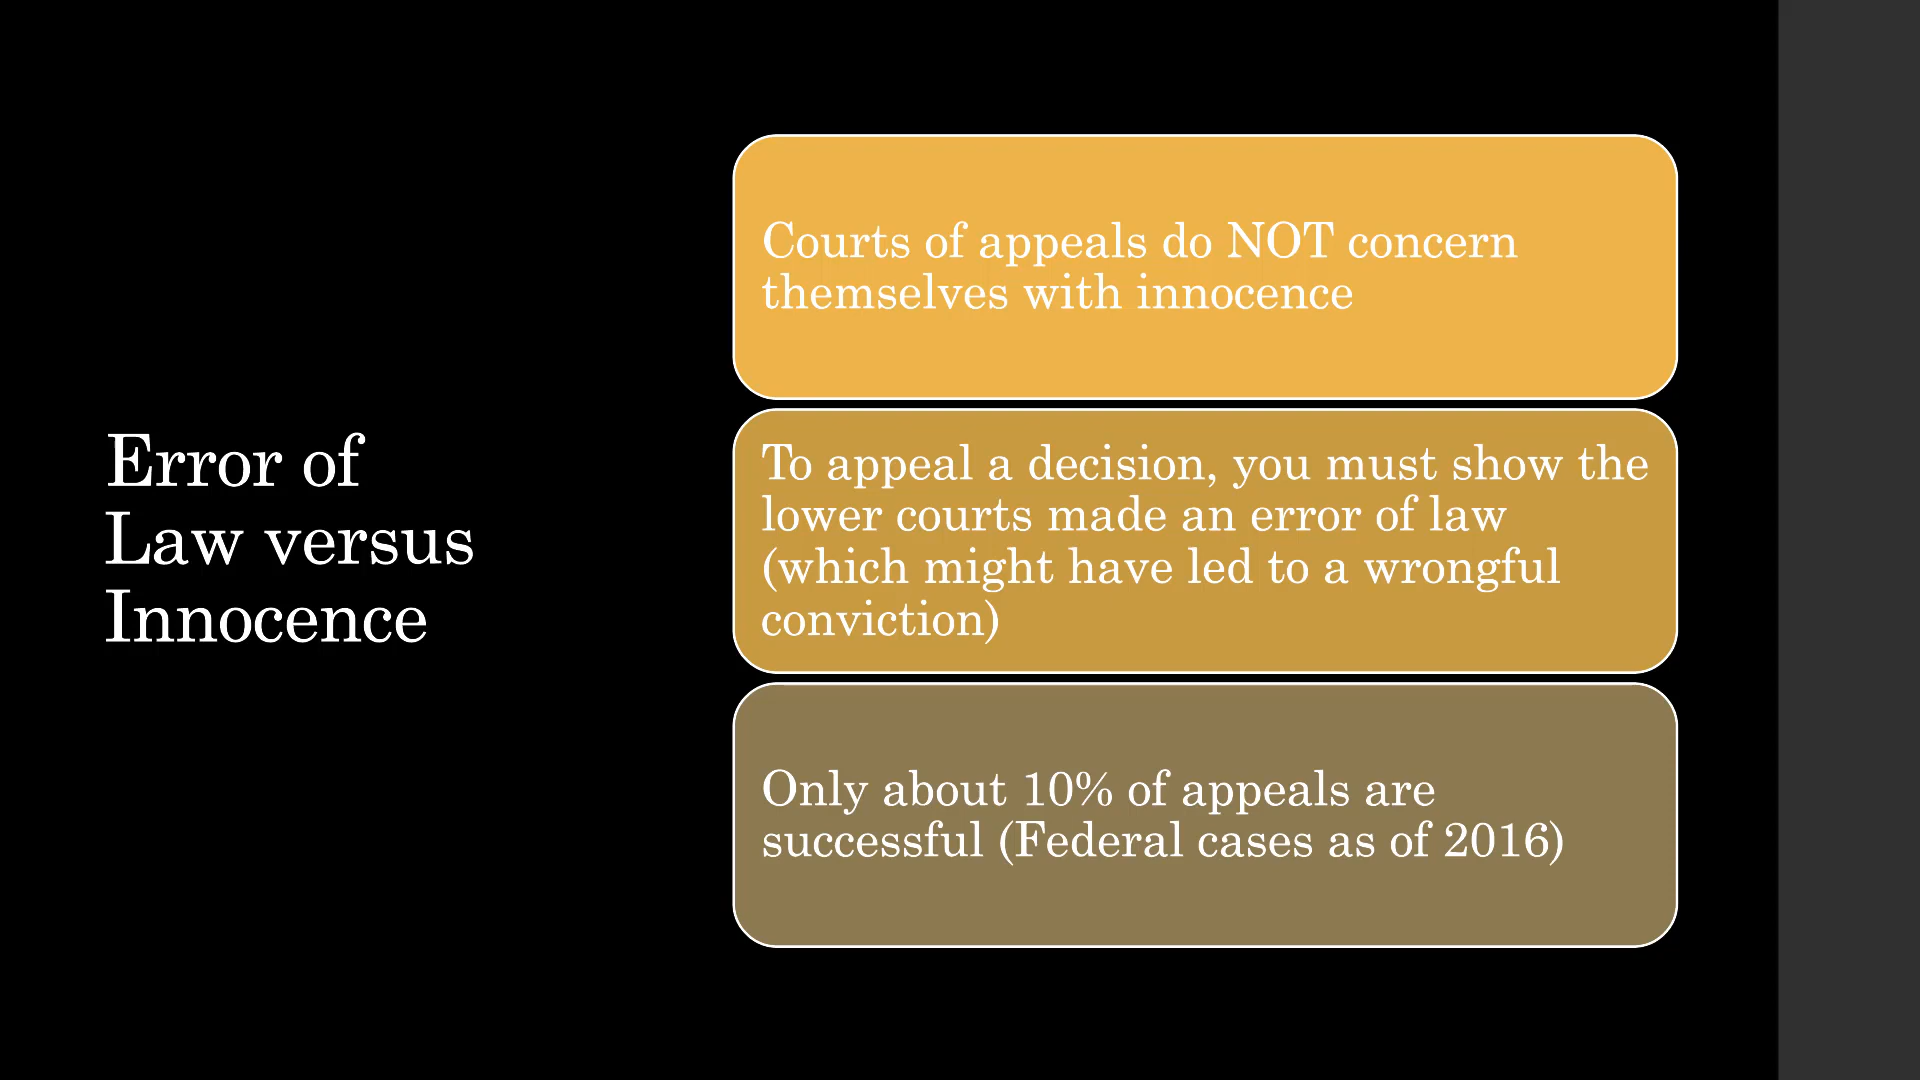 Error of
Law versus
Innocence
Courts of appeals do NOT concern
themselves with innocence
To appeal a decision, you must show the
lower courts made an error of law
(which might have led to a wrongful
conviction)
Only about 10% of appeals are
successful (Federal cases as of 2016)